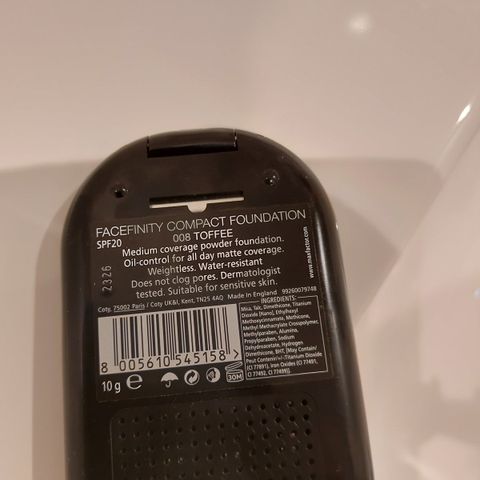 FACEFINITY COMPACT FOUNDATION
SPF20
008 TOFFEE
Medium coverage powder foundation.
Oil-control for all day matte coverage.
Weightless. Water-resistant
Does not clog pores. Dermatologist
tested. Suitable for sensitive skin.
2326
www.maxfactor.com
Coty, 75002 Paris / Coty UK&I, Kent, TN25 4AQ Made in England 99260079748
8 005610 545158 >
10 g e
30M
INGREDIENTS:
Mica, Talc, Dimethicone, Titanium
Dioxide [Nano], Ethylhexyl
Methoxycinnamate, Methicone,
Methyl Methacrylate Crosspolymer,
Methylparaben, Alumina,
Propylparaben, Sodium
Dehydroacetate, Hydrogen
Dimethicone, BHT, [May Contain/
Peut Contenir/+/-:Titanium Dioxide
(CI 77891), Iron Oxides (CI 77491,
CI 77492, CI 77499)]